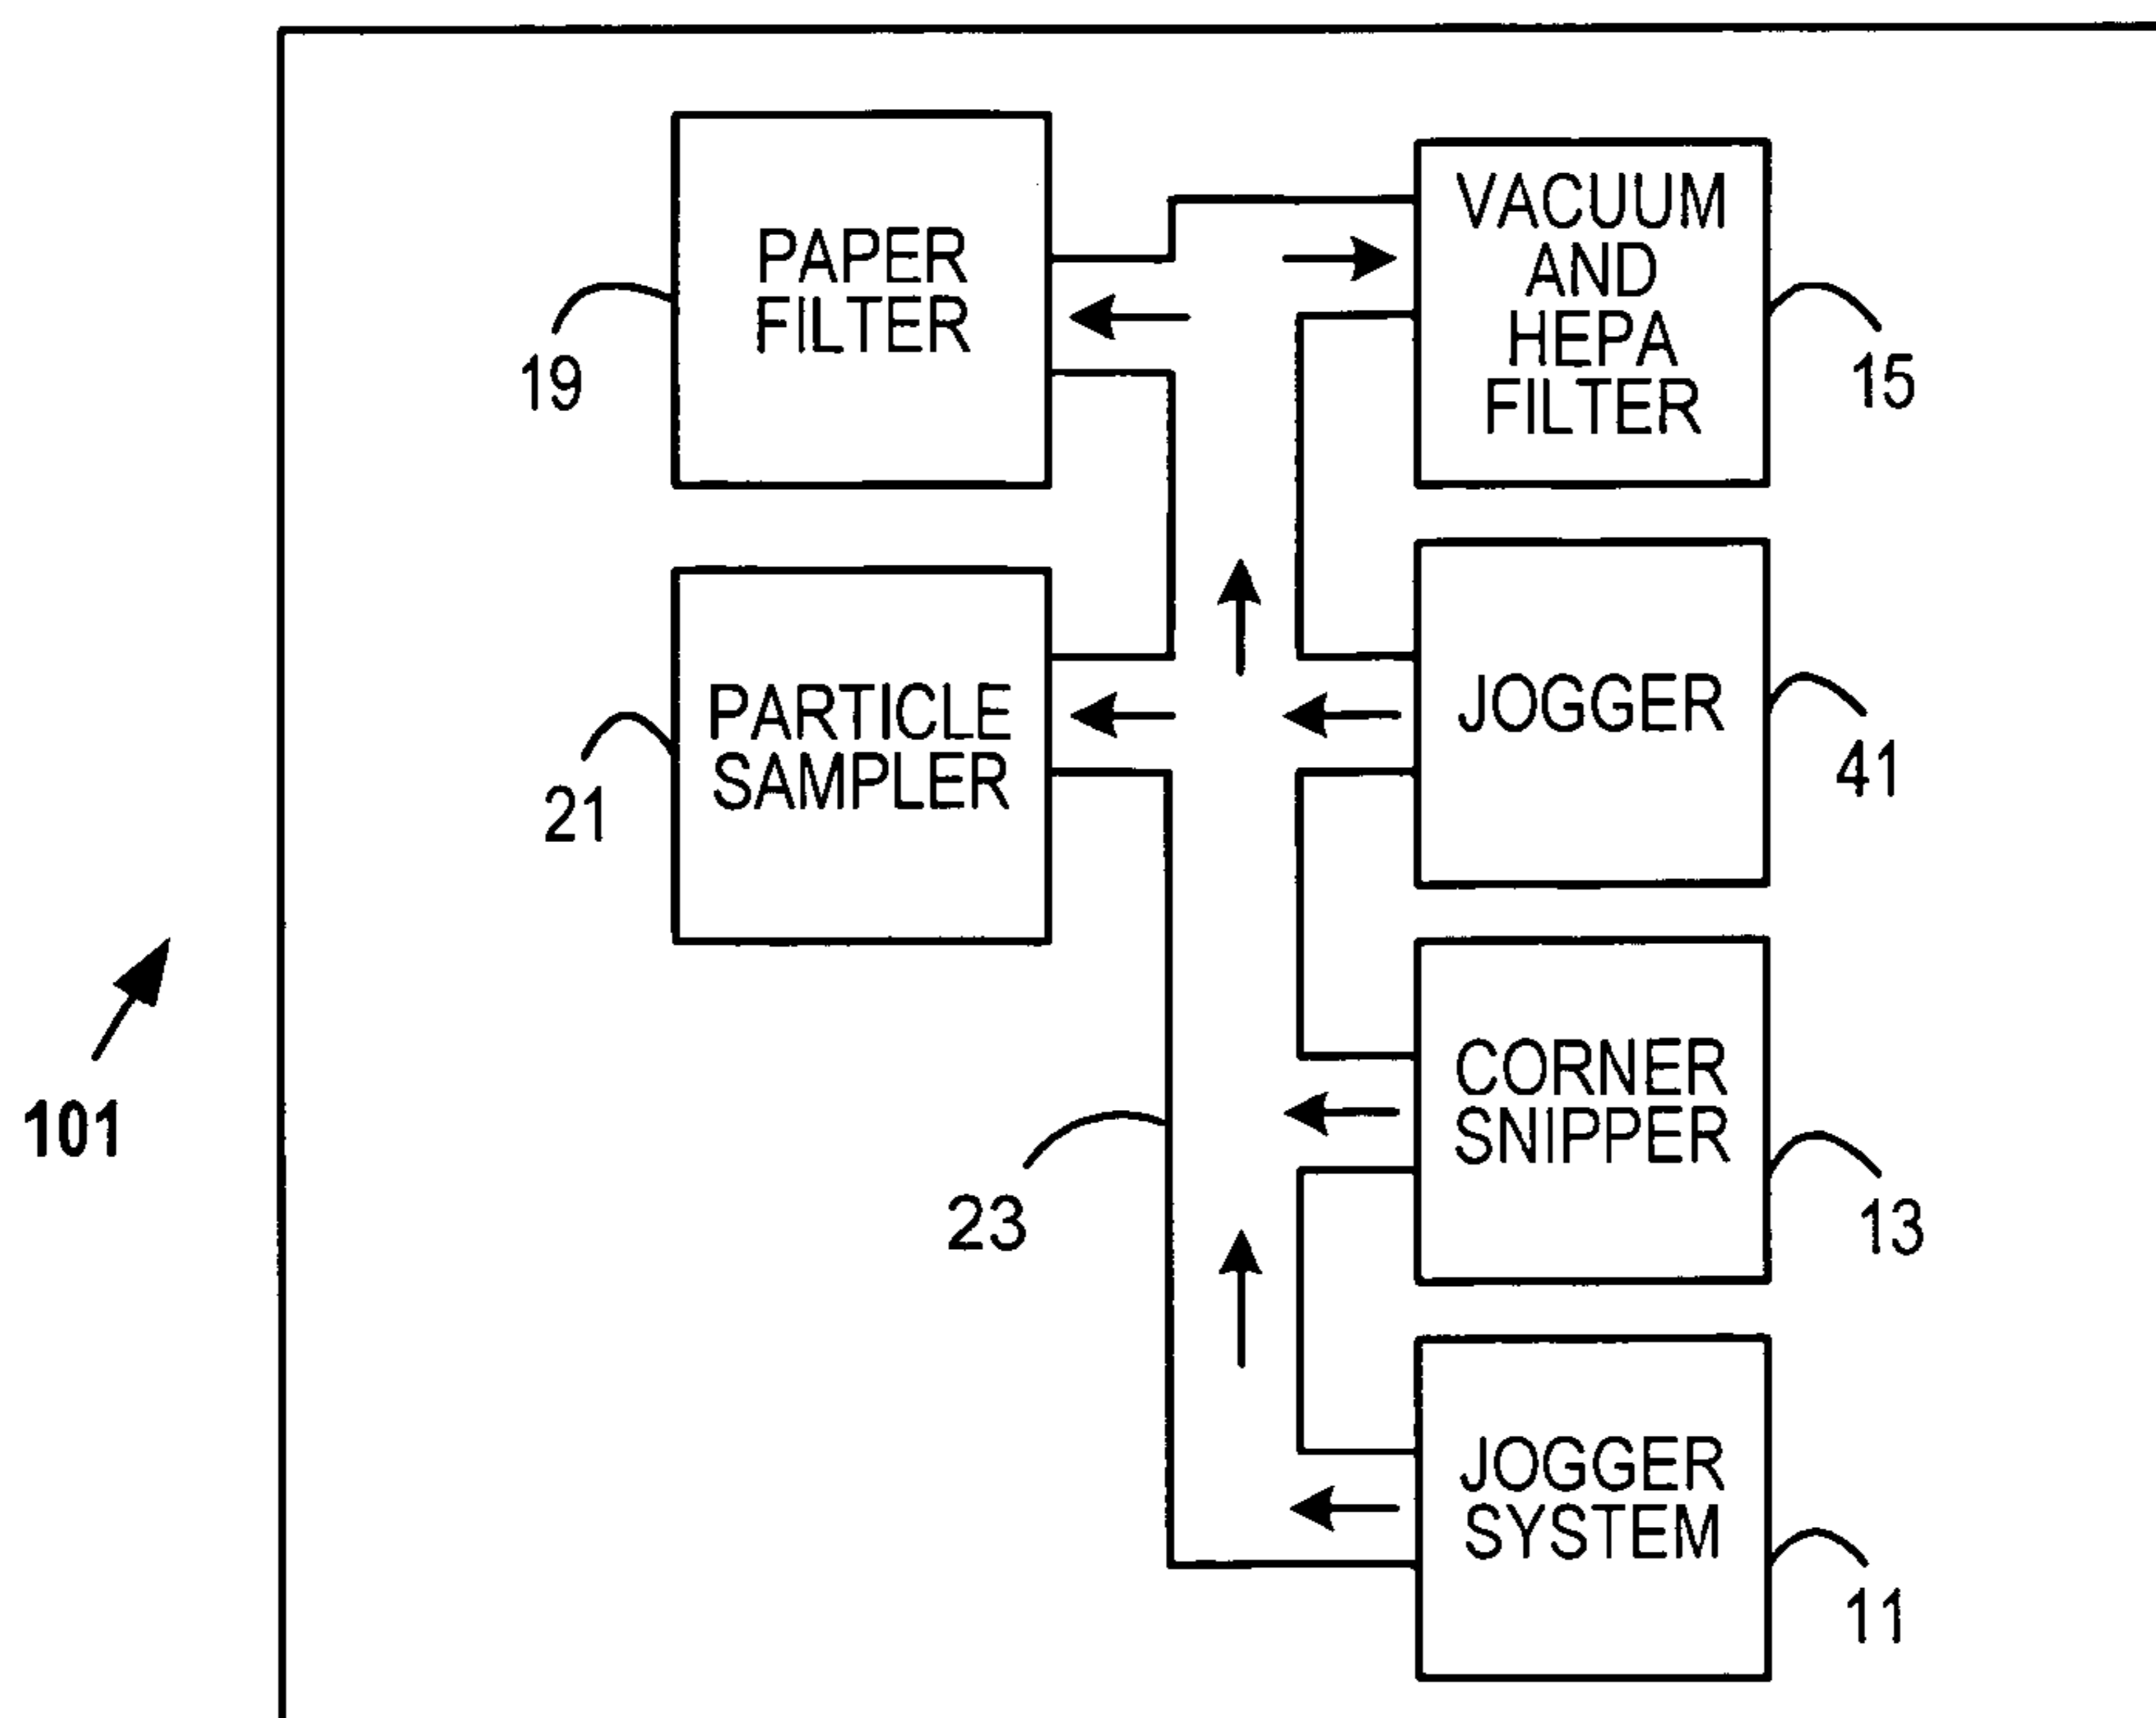 PAPER
FILTER
19
VACUUM
AND
HEPA
FILTER
15
PARTICLE
SAMPLER
21
JOGGER
41
101
23
CORNER
SNIPPER
13
JOGGER
SYSTEM
11